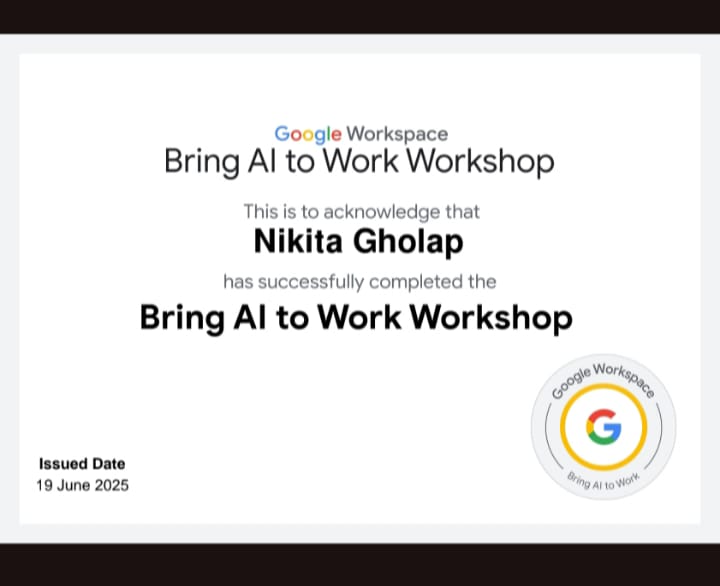 Google Workspace
Bring AI to Work Workshop
This is to acknowledge that
Nikita Gholap
has successfully completed the
Bring AI to Work Workshop
Google Workspace
G
Bring AI to Work
Issued Date
19 June 2025